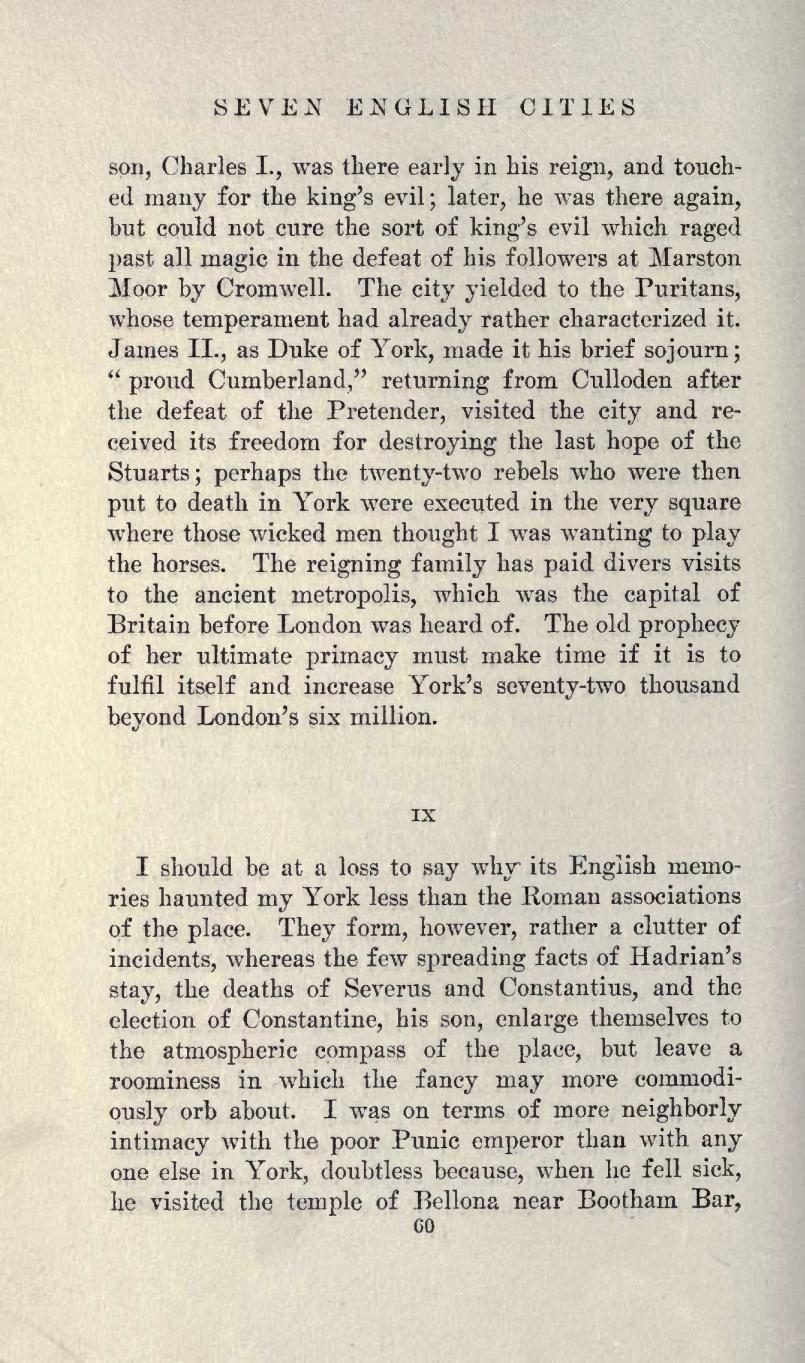 SEVEN ENGLISH CITIES
son, Charles I., was there early in his reign, and touch-
ed many for the king's evil; later, he was there again,
but could not cure the sort of king's evil which raged
past all magic in the defeat of his followers at Marston
Moor by Cromwell. The city yielded to the Puritans,
whose temperament had already rather characterized it.
James II., as Duke of York, made it his brief sojourn;
" proud Cumberland," returning from Culloden after
the defeat of the Pretender, visited the city and re-
ceived its freedom for destroying the last hope of the
Stuarts; perhaps the twenty-two rebels who were then
put to death in York were executed in the very square
where those wicked men thought I was wanting to play
the horses. The reigning family has paid divers visits
to the ancient metropolis, which was the capital of
Britain before London was heard of. The old prophecy
of her ultimate primacy must make time if it is to
fulfil itself and increase York's seventy-two thousand
beyond London's six million.
IX
I should be at a loss to say why its English memo-
ries haunted my York less than the Roman associations
of the place. They form, however, rather a clutter of
incidents, whereas the few spreading facts of Hadrian's
stay, the deaths of Severus and Constantius, and the
election of Constantine, his son, enlarge themselves to
the atmospheric compass of the place, but leave a
roominess in which the fancy may more commodi-
ously orb about. I was on terms of more neighborly
intimacy with the poor Punic emperor than with any
one else in York, doubtless because, when he fell sick,
he visited the temple of Bellona near Bootham Bar,
60